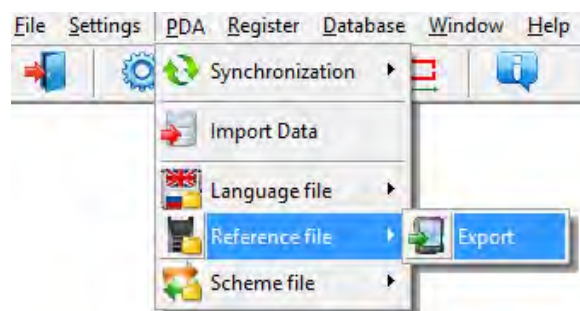 File Settings PDA Register Database Window Help
Synchronization
Import Data
Language file
Reference file Export
Scheme file